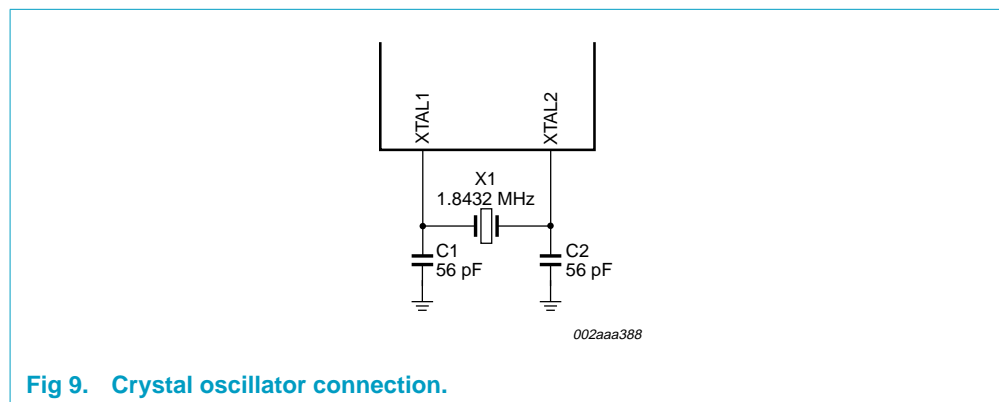 XTAL1
XTAL2
X1
1.8432 MHz
C1
56 pF
C2
56 pF
002aaa388
Fig 9. Crystal oscillator connection.